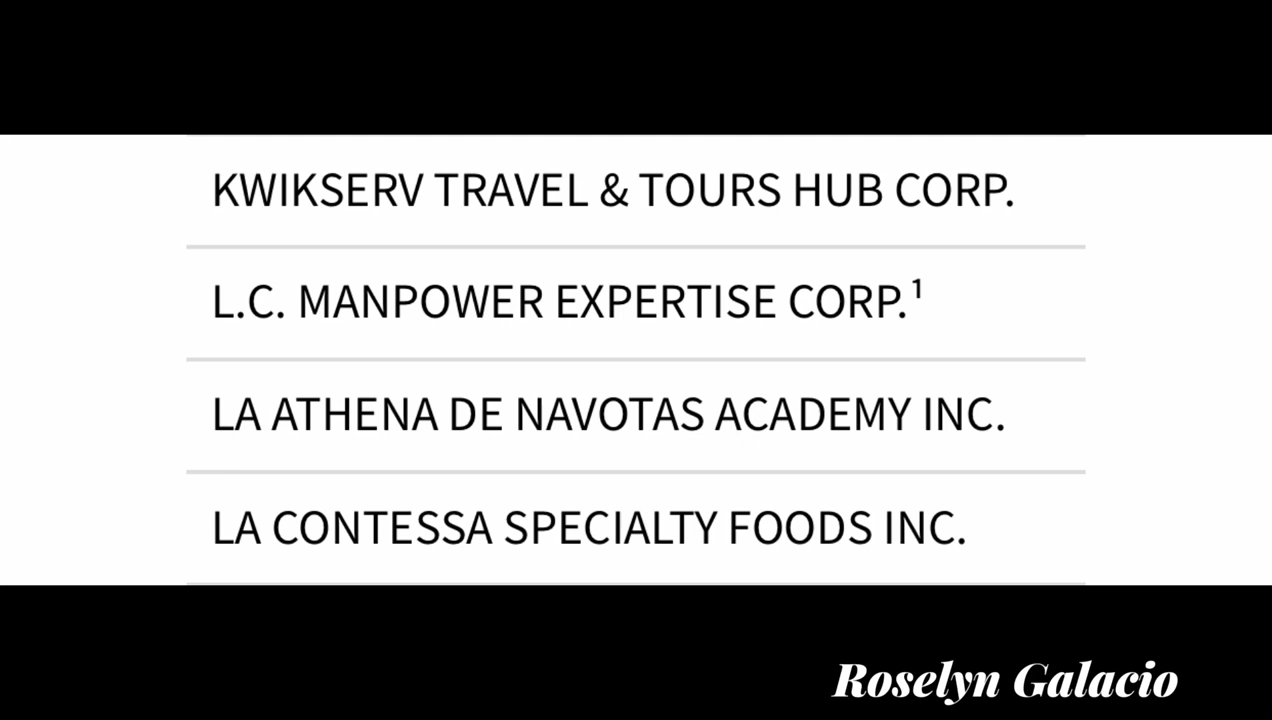 KWIKSERV TRAVEL & TOURS HUB CORP.
L.C. MANPOWER EXPERTISE CORP.¹
LA ATHENA DE NAVOTAS ACADEMY INC.
LA CONTESSA SPECIALTY FOODS INC.
Roselyn Galacio